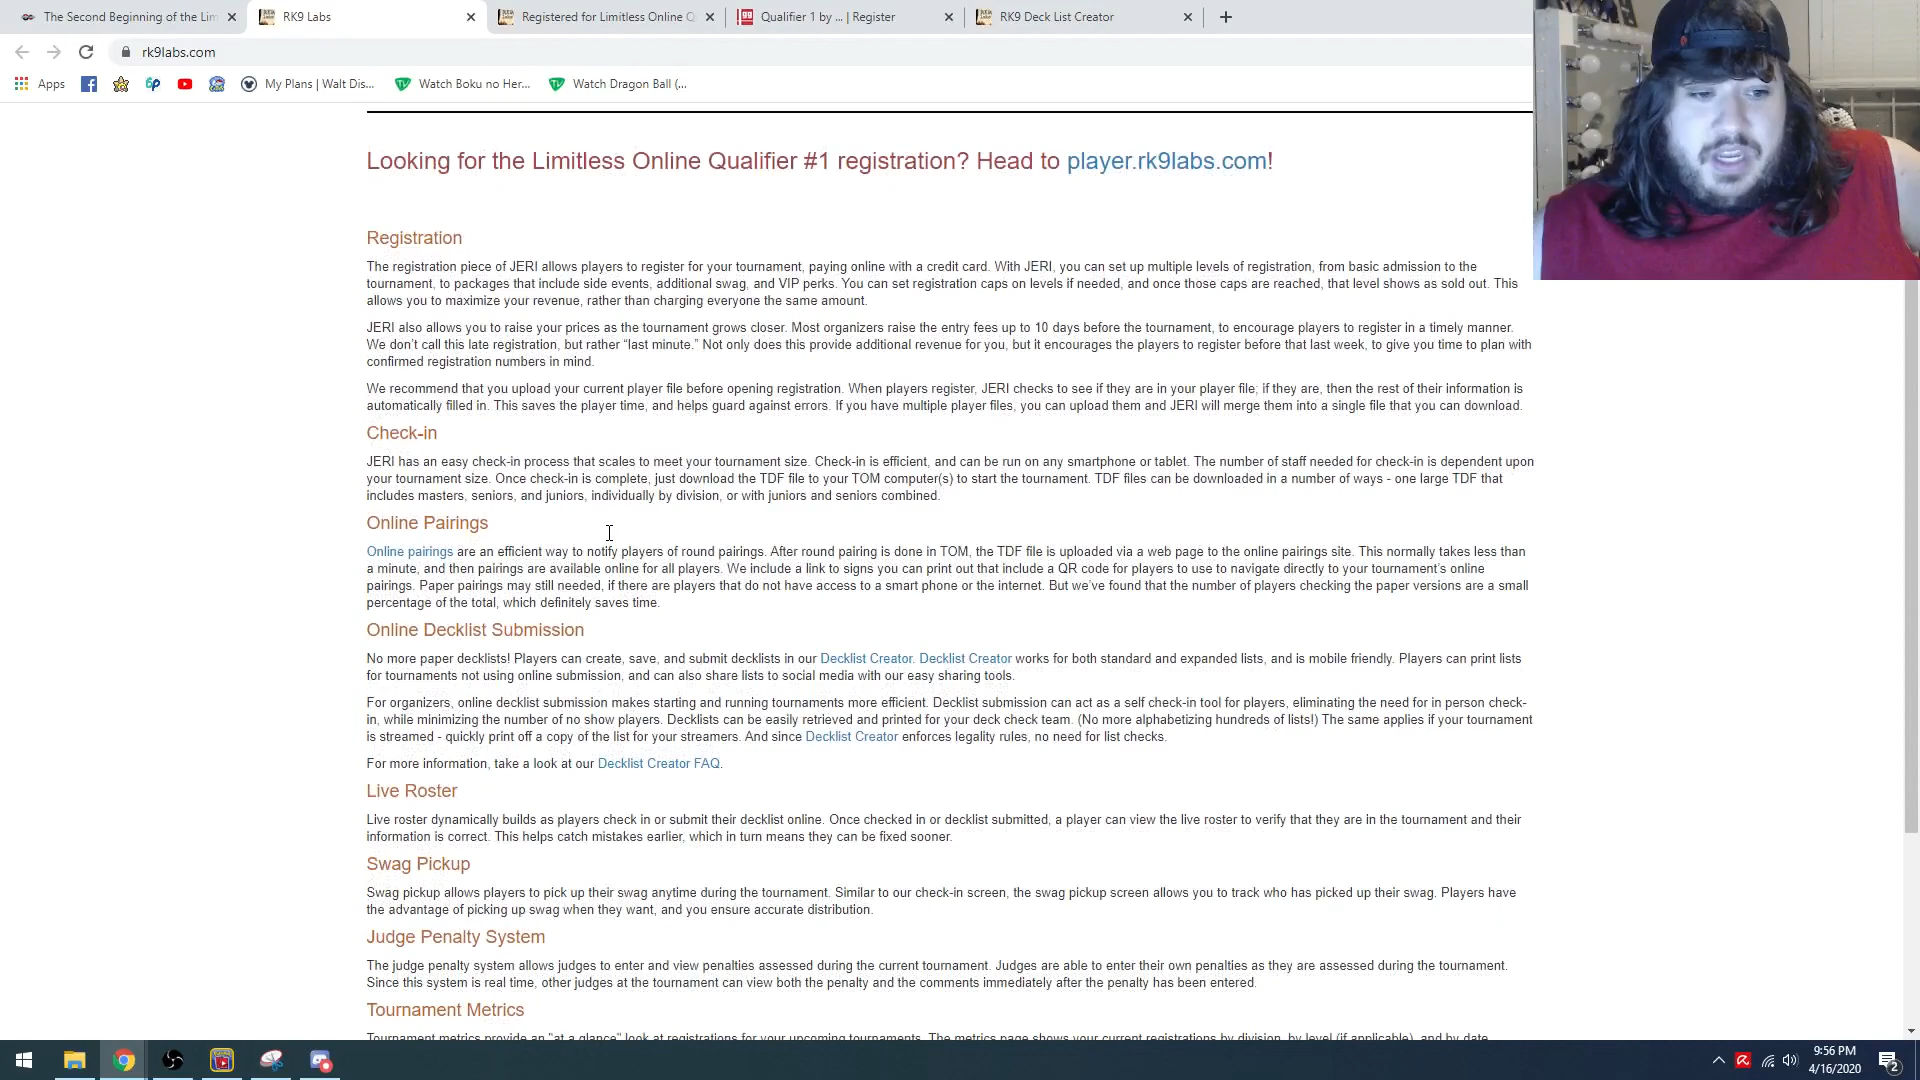 The Second Beginning of the Lim
RK9 Labs
Registered for Limitless Online Q
Qualifier 1 by ... | Register
RK9 Deck List Creator
rk9labs.com
Apps
My Plans | Walt Dis...
Watch Boku no Her...
Watch Dragon Ball (...
Looking for the Limitless Online Qualifier #1 registration? Head to player.rk9labs.com!
Registration
The registration piece of JERI allows players to register for your tournament, paying online with a credit card. With JERI, you can set up multiple levels of registration, from basic admission to the
tournament, to packages that include side events, additional swag, and VIP perks. You can set registration caps on levels if needed, and once those caps are reached, that level shows as sold out. This
allows you to maximize your revenue, rather than charging everyone the same amount.
JERI also allows you to raise your prices as the tournament grows closer. Most organizers raise the entry fees up to 10 days before the tournament, to encourage players to register in a timely manner.
We don't call this late registration, but rather “last minute.” Not only does this provide additional revenue for you, but it encourages the players to register before that last week, to give you time to plan with
confirmed registration numbers in mind.
We recommend that you upload your current player file before opening registration. When players register, JERI checks to see if they are in your player file; if they are, then the rest of their information is
automatically filled in. This saves the player time, and helps guard against errors. If you have multiple player files, you can upload them and JERI will merge them into a single file that you can download.
Check-in
JERI has an easy check-in process that scales to meet your tournament size. Check-in is efficient, and can be run on any smartphone or tablet. The number of staff needed for check-in is dependent upon
your tournament size. Once check-in is complete, just download the TDF file to your TOM computer(s) to start the tournament. TDF files can be downloaded in a number of ways - one large TDF that
includes masters, seniors, and juniors, individually by division, or with juniors and seniors combined.
Online Pairings
Online pairings are an efficient way to notify players of round pairings. After round pairing is done in TOM, the TDF file is uploaded via a web page to the online pairings site. This normally takes less than
a minute, and then pairings are available online for all players. We include a link to signs you can print out that include a QR code for players to use to navigate directly to your tournament's online
pairings. Paper pairings may still needed, if there are players that do not have access to a smart phone or the internet. But we've found that the number of players checking the paper versions are a small
percentage of the total, which definitely saves time.
Online Decklist Submission
No more paper decklists! Players can create, save, and submit decklists in our Decklist Creator. Decklist Creator works for both standard and expanded lists, and is mobile friendly. Players can print lists
for tournaments not using online submission, and can also share lists to social media with our easy sharing tools.
For organizers, online decklist submission makes starting and running tournaments more efficient. Decklist submission can act as a self check-in tool for players, eliminating the need for in person check-
in, while minimizing the number of no show players. Decklists can be easily retrieved and printed for your deck check team. (No more alphabetizing hundreds of lists!) The same applies if your tournament
is streamed - quickly print off a copy of the list for your streamers. And since Decklist Creator enforces legality rules, no need for list checks.
For more information, take a look at our Decklist Creator FAQ.
Live Roster
Live roster dynamically builds as players check in or submit their decklist online. Once checked in or decklist submitted, a player can view the live roster to verify that they are in the tournament and their
information is correct. This helps catch mistakes earlier, which in turn means they can be fixed sooner.
Swag Pickup
Swag pickup allows players to pick up their swag anytime during the tournament. Similar to our check-in screen, the swag pickup screen allows you to track who has picked up their swag. Players have
the advantage of picking up swag when they want, and you ensure accurate distribution.
Judge Penalty System
The judge penalty system allows judges to enter and view penalties assessed during the current tournament. Judges are able to enter their own penalties as they are assessed during the tournament.
Since this system is real time, other judges at the tournament can view both the penalty and the comments immediately after the penalty has been entered.
Tournament Metrics
Tournament metrics provide an "at a glance" look at registrations for your upcoming tournaments. The metrics page shows your current registrations by division, by level (if applicable), and by date
9:56 PM
4/16/2020
2